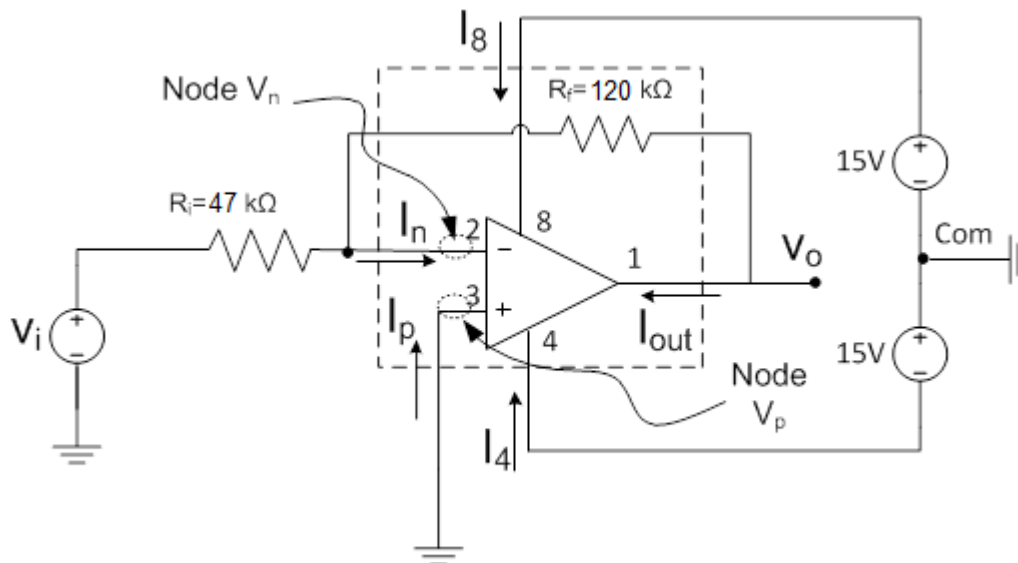 I8
Node Vn
Rf=120 kΩ
15V
Ri=47 kΩ
In
2
8
−
1
Vo
Com
Vi
+
−
Ip
3
+
4
Iout
15V
Node
Vp
I4
+
−
+
−